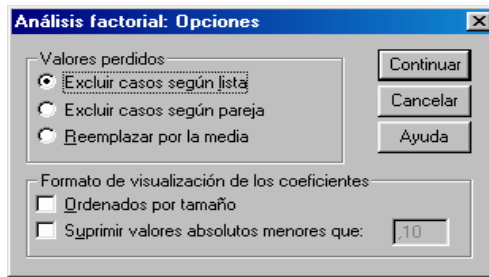 Análisis factorial: Opciones
Valores perdidos
Excluir casos según lista
Excluir casos según pareja
Reemplazar por la media
Continuar
Cancelar
Ayuda
Formato de visualización de los coeficientes
Ordenados por tamaño
Suprimir valores absolutos menores que: ,10